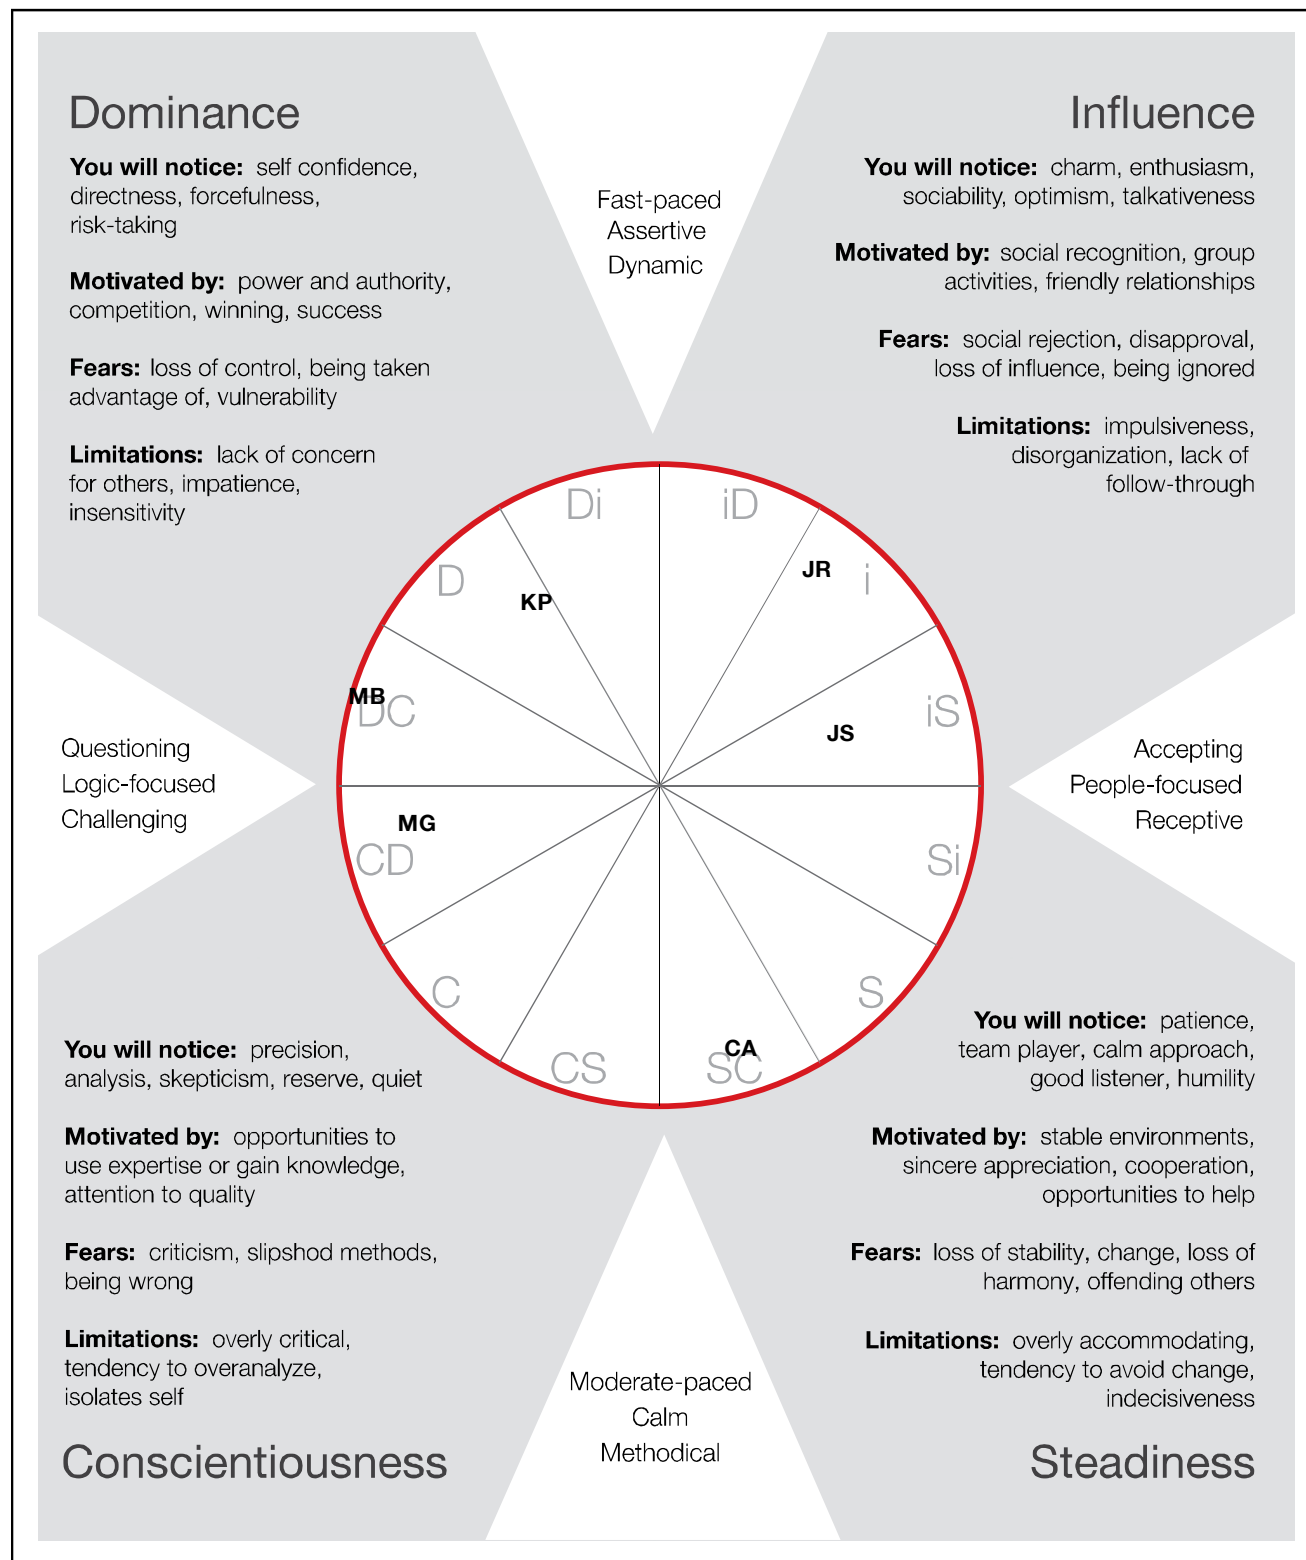 Dominance
You will notice: self confidence,
directness, forcefulness,
risk-taking
Motivated by: power and authority,
competition, winning, success
Fears: loss of control, being taken
advantage of, vulnerability
Limitations: lack of concern
for others, impatience,
insensitivity
Fast-paced
Assertive
Dynamic
Influence
You will notice: charm, enthusiasm,
sociability, optimism, talkativeness
Motivated by: social recognition, group
activities, friendly relationships
Fears: social rejection, disapproval,
loss of influence, being ignored
Limitations: impulsiveness,
disorganization, lack of
follow-through
Di
iD
D
KP
JR
i
MB
DC
JS
iS
Questioning
Logic-focused
Challenging
Accepting
People-focused
Receptive
MG
CD
Si
C
S
CS
CA
SC
You will notice: precision,
analysis, skepticism, reserve, quiet
Motivated by: opportunities to
use expertise or gain knowledge,
attention to quality
Fears: criticism, slipshod methods,
being wrong
Limitations: overly critical,
tendency to overanalyze,
isolates self
Conscientiousness
Moderate-paced
Calm
Methodical
You will notice: patience,
team player, calm approach,
good listener, humility
Motivated by: stable environments,
sincere appreciation, cooperation,
opportunities to help
Fears: loss of stability, change, loss of
harmony, offending others
Limitations: overly accommodating,
tendency to avoid change,
indecisiveness
Steadiness